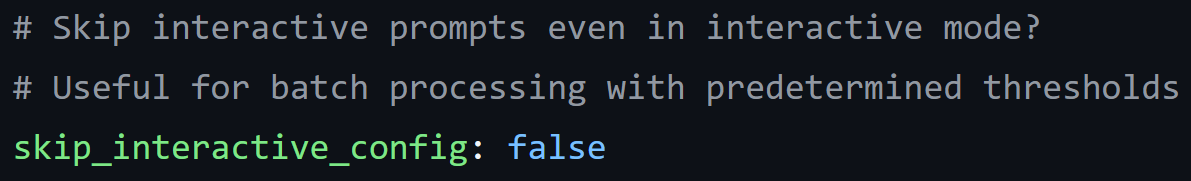 # Skip interactive prompts even in interactive mode?
# Useful for batch processing with predetermined thresholds
skip_interactive_config: false